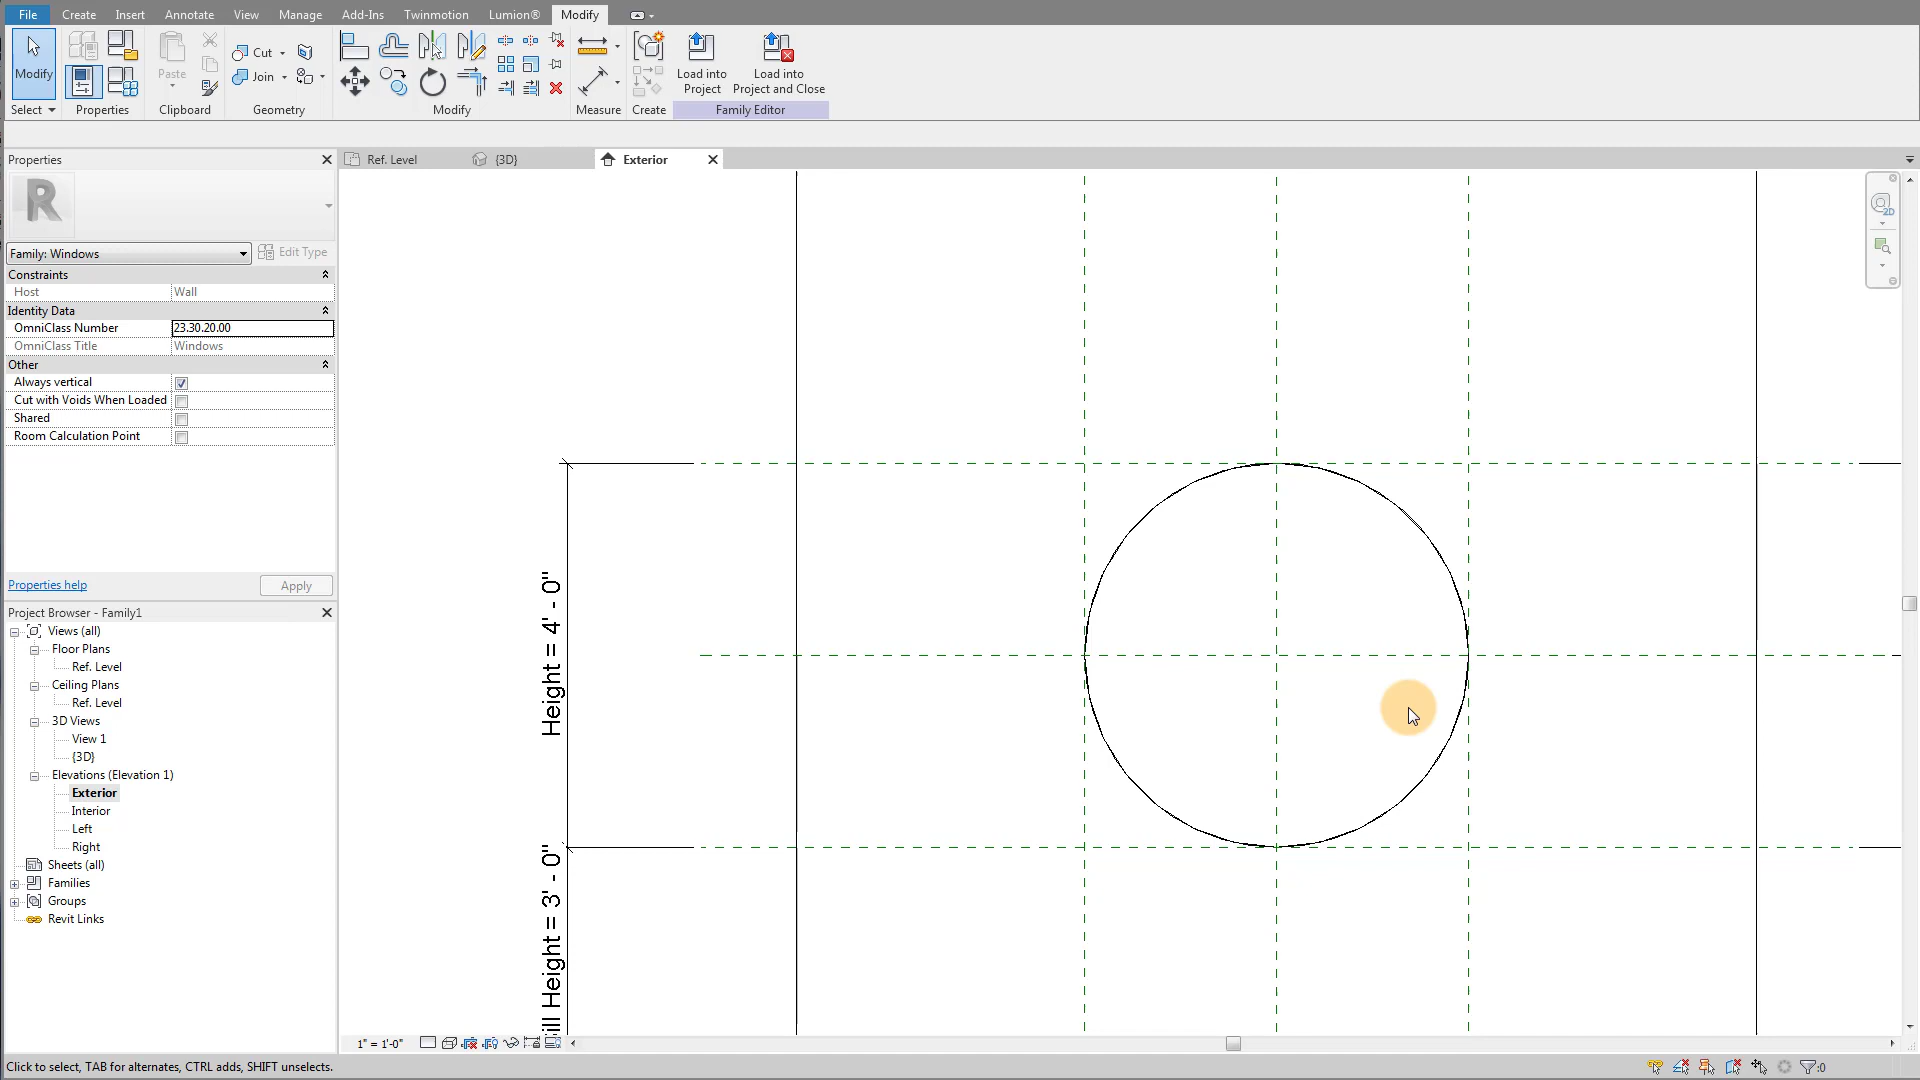 File Create Insert Annotate View Manage Add-Ins Twinmotion Lumion® Modify
Modify
Paste
Cut
Join
Load into
Project
Load into
Project and Close
Select Properties Clipboard Geometry Modify Measure Create Family Editor
Properties
Ref. Level {3D} Exterior
R
Family: Windows Edit Type
Constraints
Host Wall
Identity Data
OmniClass Number 23.30.20.00
OmniClass Title Windows
Other
Always vertical
Cut with Voids When Loaded
Shared
Room Calculation Point
Properties help Apply
Project Browser - Family1
Views (all)
Floor Plans
Ref. Level
Ceiling Plans
Ref. Level
3D Views
View 1
{3D}
Elevations (Elevation 1)
Exterior
Interior
Left
Right
Sheets (all)
Families
Groups
Revit Links
Height = 4' - 0"
ill Height = 3' - 0"
2D
1" = 1'-0"
Click to select, TAB for alternates, CTRL adds, SHIFT unselects.
:0